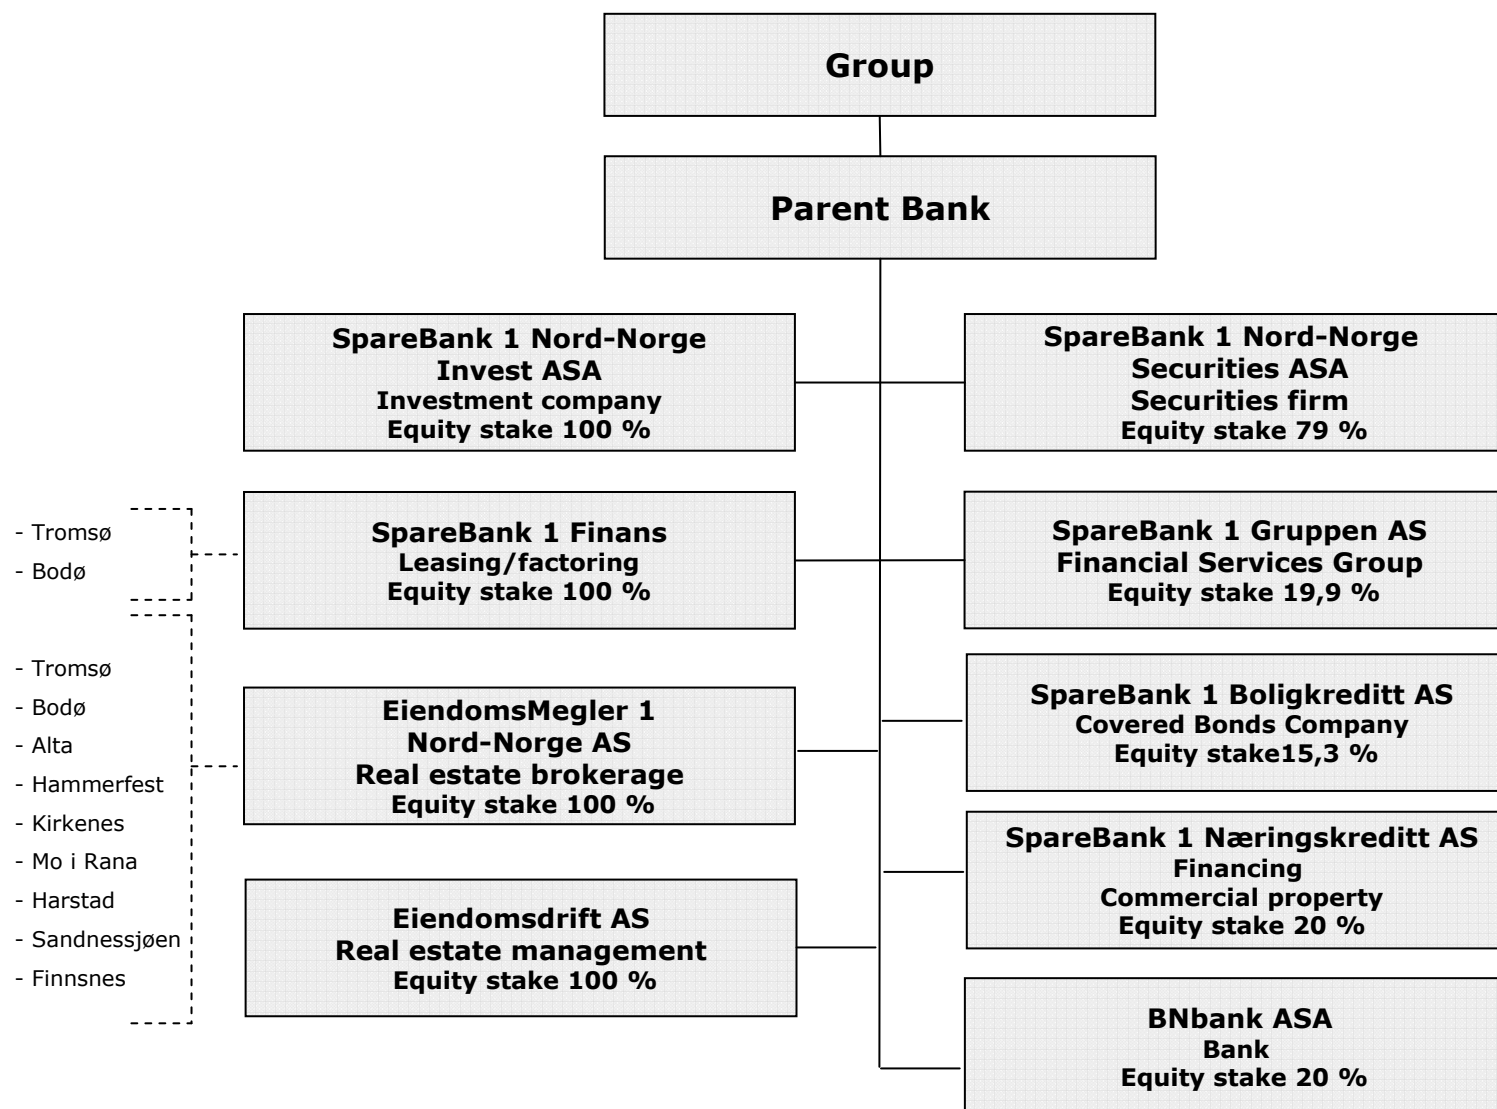 Group
Parent Bank
SpareBank 1 Nord-Norge
Invest ASA
Investment company
Equity stake 100 %
SpareBank 1 Nord-Norge
Securities ASA
Securities firm
Equity stake 79 %
- Tromsø
- Bodø
SpareBank 1 Finans
Leasing/factoring
Equity stake 100 %
SpareBank 1 Gruppen AS
Financial Services Group
Equity stake 19,9 %
- Tromsø
- Bodø
- Alta
- Hammerfest
- Kirkenes
- Mo i Rana
- Harstad
- Sandnessjøen
- Finnsnes
EiendomsMegler 1
Nord-Norge AS
Real estate brokerage
Equity stake 100 %
SpareBank 1 Boligkreditt AS
Covered Bonds Company
Equity stake15,3 %
SpareBank 1 Næringskreditt AS
Financing
Commercial property
Equity stake 20 %
Eiendomsdrift AS
Real estate management
Equity stake 100 %
BNbank ASA
Bank
Equity stake 20 %